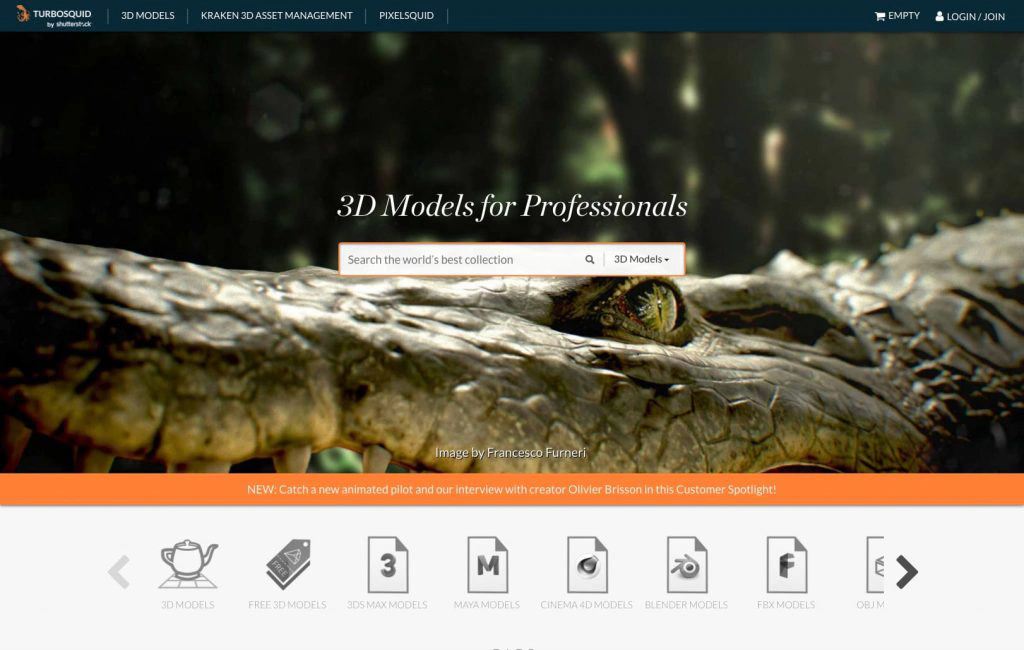 TURBOSQUID
by shutterstock
3D MODELS
KRAKEN 3D ASSET MANAGEMENT
PIXELSQUID
EMPTY
LOGIN / JOIN
3D Models for Professionals
Search the world's best collection
3D Models
Image by Francesco Furneri
NEW: Catch a new animated pilot and our interview with creator Olivier Brisson in this Customer Spotlight!
FREE
3
M
F
3D MODELS
FREE 3D MODELS
3DS MAX MODELS
MAYA MODELS
CINEMA 4D MODELS
BLENDER MODELS
FBX MODELS
OBJ M